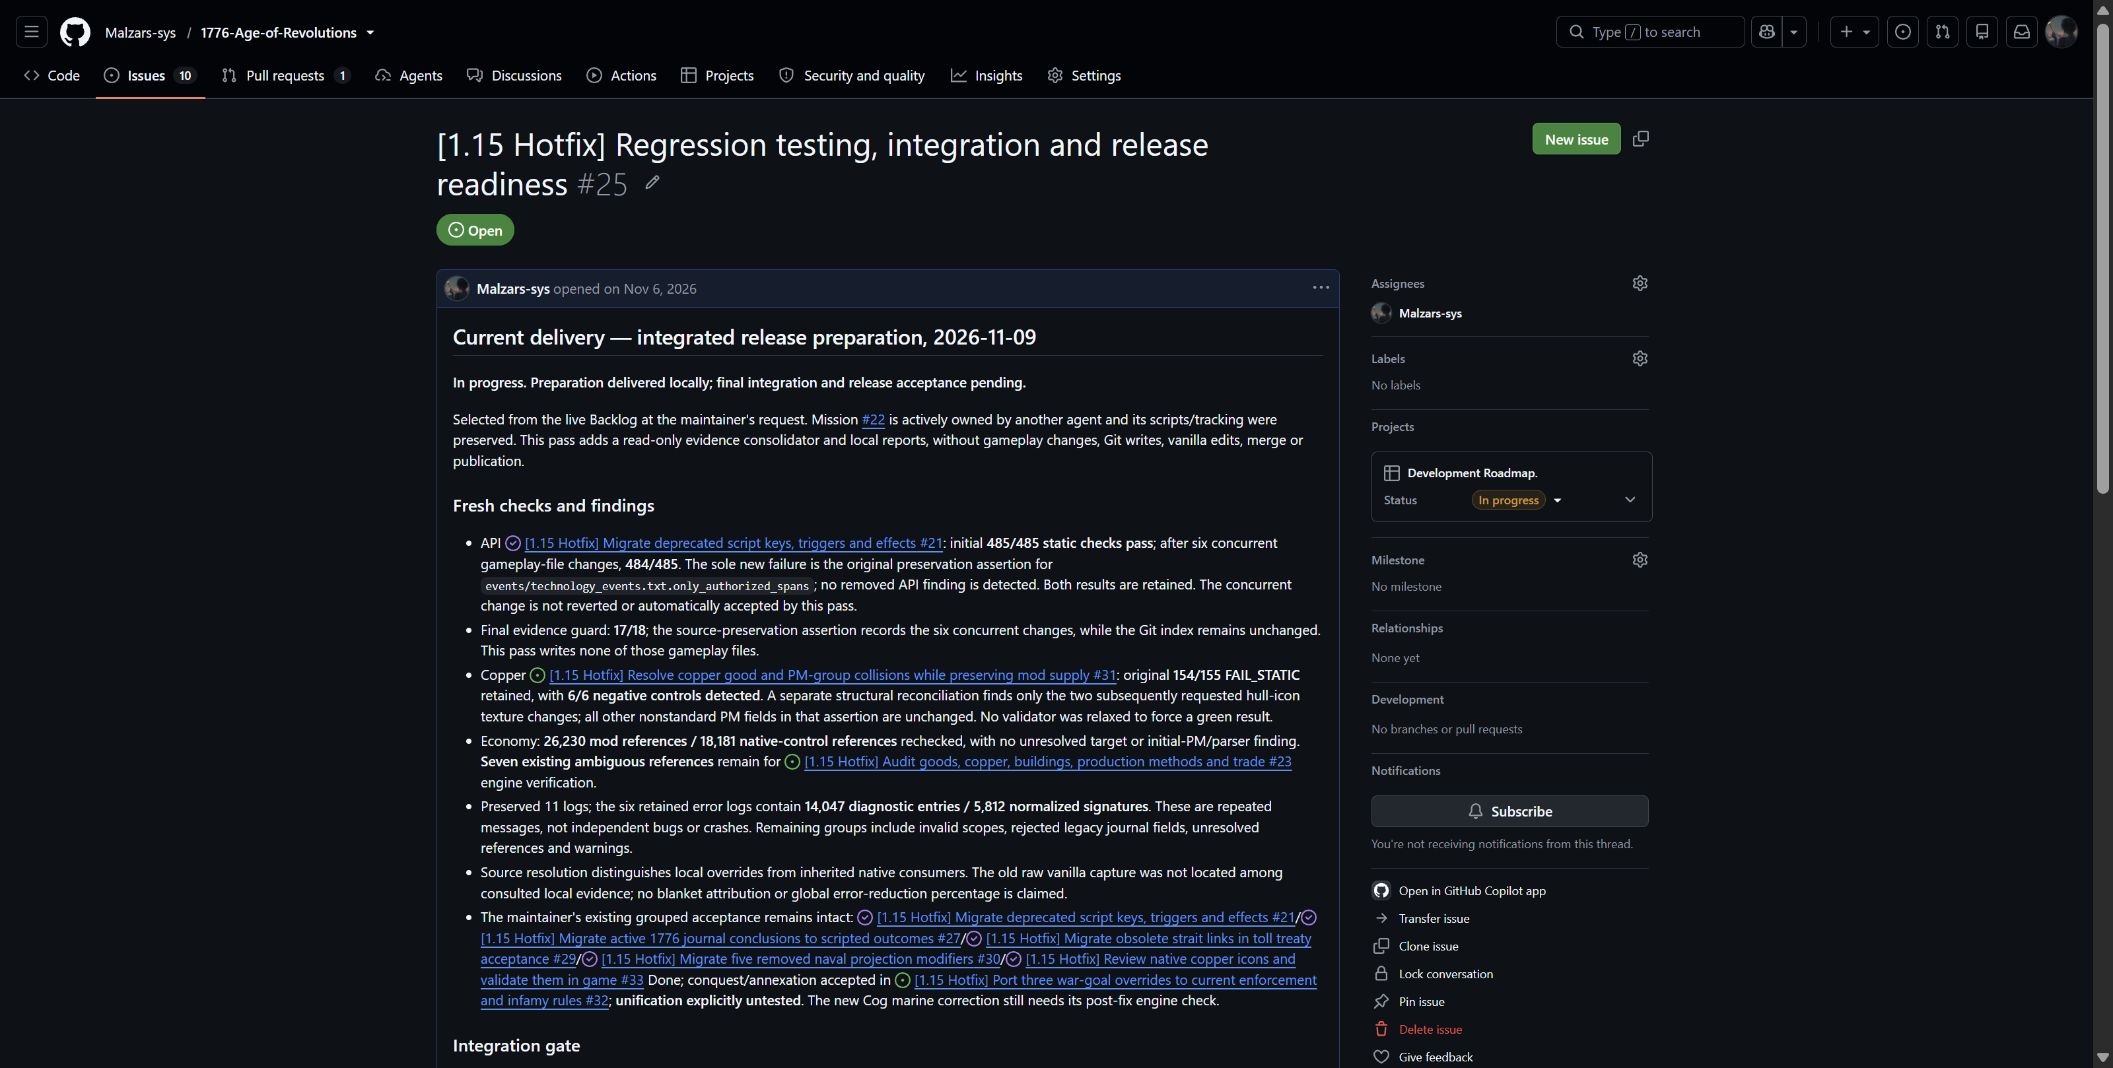 Malzars-sys / 1776-Age-of-Revolutions
Type / to search
Code
Issues 10
Pull requests 1
Agents
Discussions
Actions
Projects
Security and quality
Insights
Settings
[1.15 Hotfix] Regression testing, integration and release
readiness #25
New issue
Open
Malzars-sys opened on Nov 6, 2026
Current delivery — integrated release preparation, 2026-11-09
In progress. Preparation delivered locally; final integration and release acceptance pending.
Selected from the live Backlog at the maintainer's request. Mission #22 is actively owned by another agent and its scripts/tracking were
preserved. This pass adds a read-only evidence consolidator and local reports, without gameplay changes, Git writes, vanilla edits, merge or
publication.
Fresh checks and findings
API [1.15 Hotfix] Migrate deprecated script keys, triggers and effects #21: initial 485/485 static checks pass; after six concurrent
gameplay-file changes, 484/485. The sole new failure is the original preservation assertion for
events/technology_events.txt.only_authorized_spans; no removed API finding is detected. Both results are retained. The concurrent
change is not reverted or automatically accepted by this pass.
Final evidence guard: 17/18; the source-preservation assertion records the six concurrent changes, while the Git index remains unchanged.
This pass writes none of those gameplay files.
Copper [1.15 Hotfix] Resolve copper good and PM-group collisions while preserving mod supply #31: original 154/155 FAIL_STATIC
retained, with 6/6 negative controls detected. A separate structural reconciliation finds only the two subsequently requested hull-icon
texture changes; all other nonstandard PM fields in that assertion are unchanged. No validator was relaxed to force a green result.
Economy: 26,230 mod references / 18,181 native-control references rechecked, with no unresolved target or initial-PM/parser finding.
Seven existing ambiguous references remain for [1.15 Hotfix] Audit goods, copper, buildings, production methods and trade #23
engine verification.
Preserved 11 logs; the six retained error logs contain 14,047 diagnostic entries / 5,812 normalized signatures. These are repeated
messages, not independent bugs or crashes. Remaining groups include invalid scopes, rejected legacy journal fields, unresolved
references and warnings.
Source resolution distinguishes local overrides from inherited native consumers. The old raw vanilla capture was not located among
consulted local evidence; no blanket attribution or global error-reduction percentage is claimed.
The maintainer's existing grouped acceptance remains intact: [1.15 Hotfix] Migrate deprecated script keys, triggers and effects #21/
[1.15 Hotfix] Migrate active 1776 journal conclusions to scripted outcomes #27/ [1.15 Hotfix] Migrate obsolete strait links in toll treaty
acceptance #29/ [1.15 Hotfix] Migrate five removed naval projection modifiers #30/ [1.15 Hotfix] Review native copper icons and
validate them in game #33 Done; conquest/annexation accepted in [1.15 Hotfix] Port three war-goal overrides to current enforcement
and infamy rules #32; unification explicitly untested. The new Cog marine correction still needs its post-fix engine check.
Integration gate
Assignees
Malzars-sys
Labels
No labels
Projects
Development Roadmap.
Status In progress
Milestone
No milestone
Relationships
None yet
Development
No branches or pull requests
Notifications
Subscribe
You're not receiving notifications from this thread.
Open in GitHub Copilot app
Transfer issue
Clone issue
Lock conversation
Pin issue
Delete issue
Give feedback